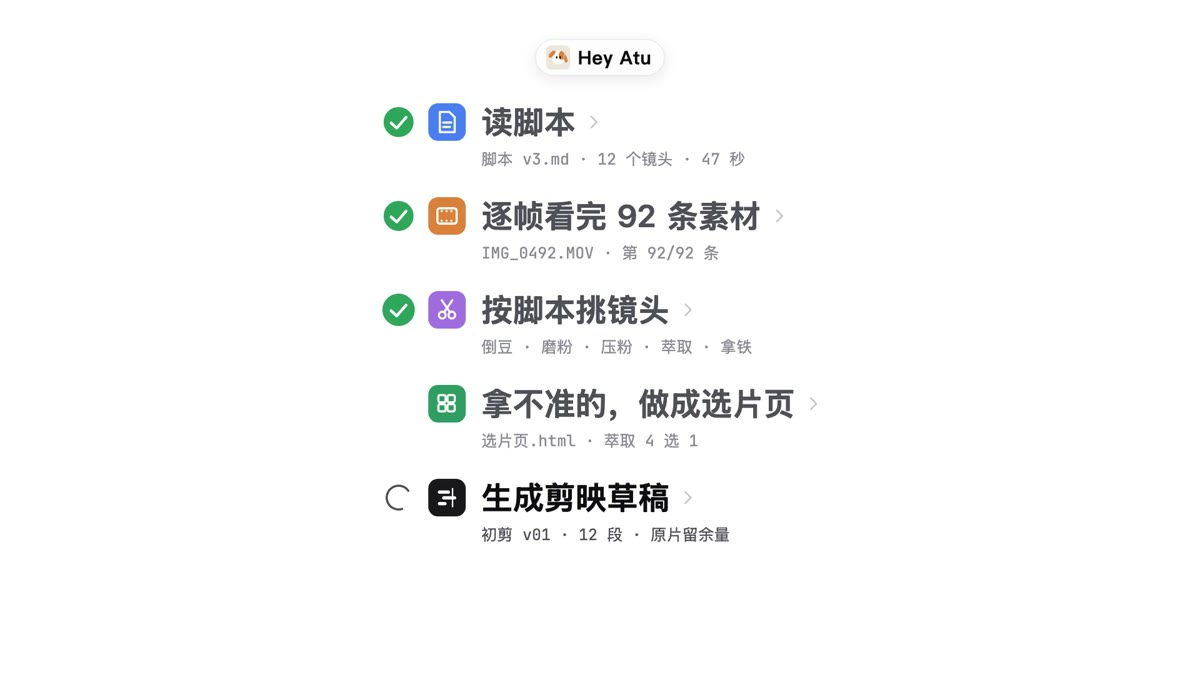 Hey Atu
读脚本
脚本 v3.md · 12 个镜头 · 47 秒
逐帧看完 92 条素材
IMG_0492.MOV · 第 92/92 条
按脚本挑镜头
倒豆 · 磨粉 · 压粉 · 萃取 · 拿铁
拿不准的，做成选片页
选片页.html · 萃取 4 选 1
生成剪映草稿
初剪 v01 · 12 段 · 原片留余量